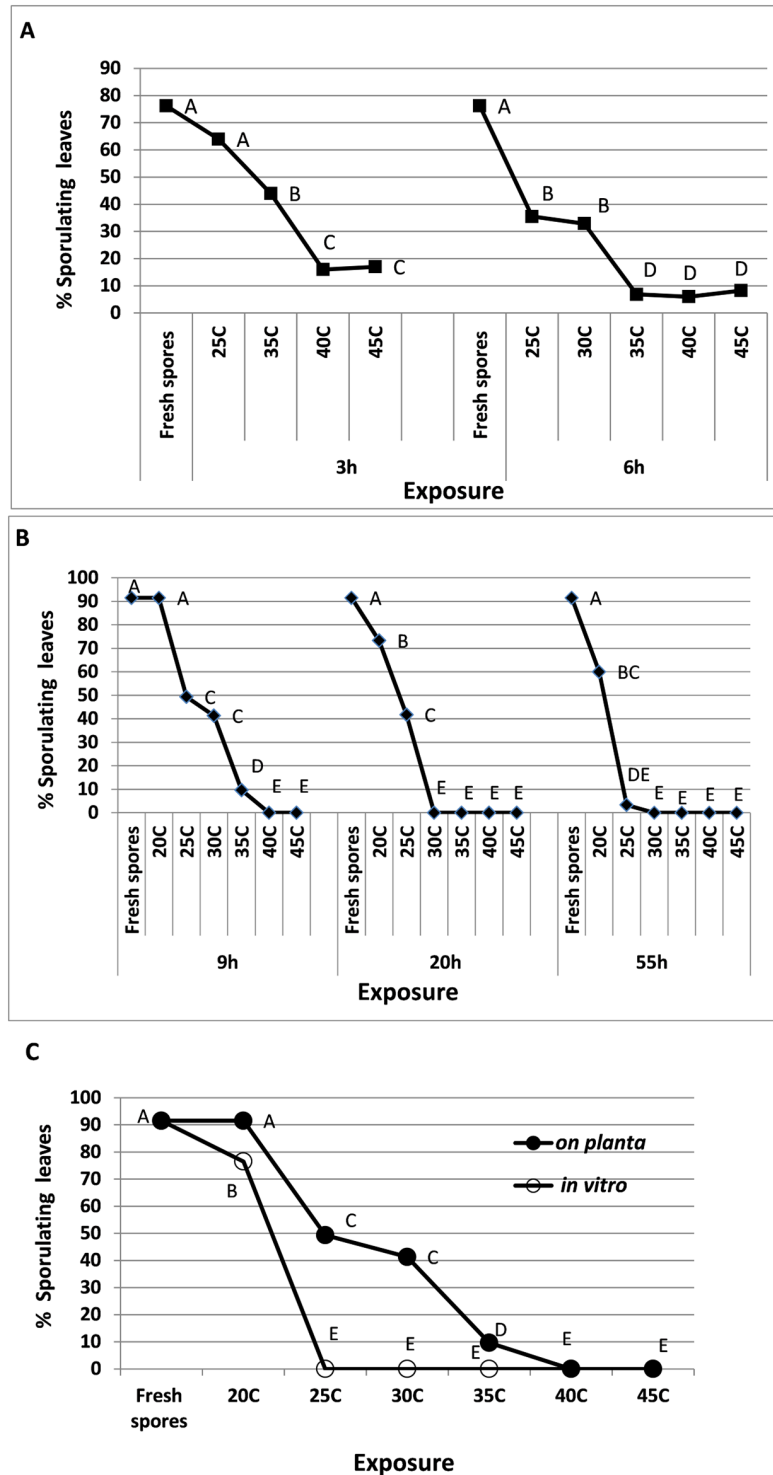 A
% Sporulating leaves
90
80
70
60
50
40
30
20
10
0
A
A
B
C
C
A
B
B
D
D
D
Fresh spores
25C
35C
40C
45C
Fresh spores
25C
30C
35C
40C
45C
3h
6h
Exposure
B
% Sporulating leaves
100
90
80
70
60
50
40
30
20
10
0
A
A
C
C
D
E
E
A
B
C
E
E
E
E
A
BC
DE
E
E
E
E
Fresh spores
20C
25C
30C
35C
40C
45C
Fresh spores
20C
25C
30C
35C
40C
45C
Fresh spores
20C
25C
30C
35C
40C
45C
9h
20h
55h
Exposure
C
% Sporulating leaves
100
90
80
70
60
50
40
30
20
10
0
A
A
B
C
C
D
E
E
E
E
E
on planta
in vitro
Fresh
spores
20C
25C
30C
35C
40C
45C
Exposure